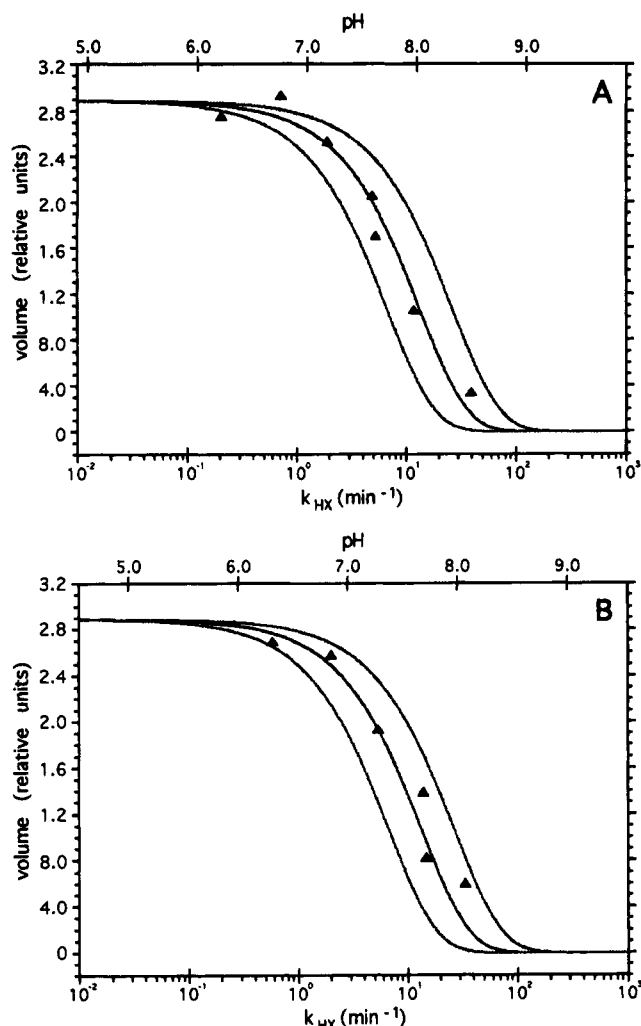 pH
5.0 6.0 7.0 8.0 9.0
A
3.2
2.8
2.4
2.0
1.6
1.2
8.0
4.0
0
volume (relative units)
10⁻² 10⁻¹ 10⁰ 10¹ 10² 10³
k HX (min ⁻¹)
pH
5.0 6.0 7.0 8.0 9.0
B
3.2
2.8
2.4
2.0
1.6
1.2
8.0
4.0
0
volume (relative units)
10⁻² 10⁻¹ 10⁰ 10¹ 10² 10³
k HX (min ⁻¹)